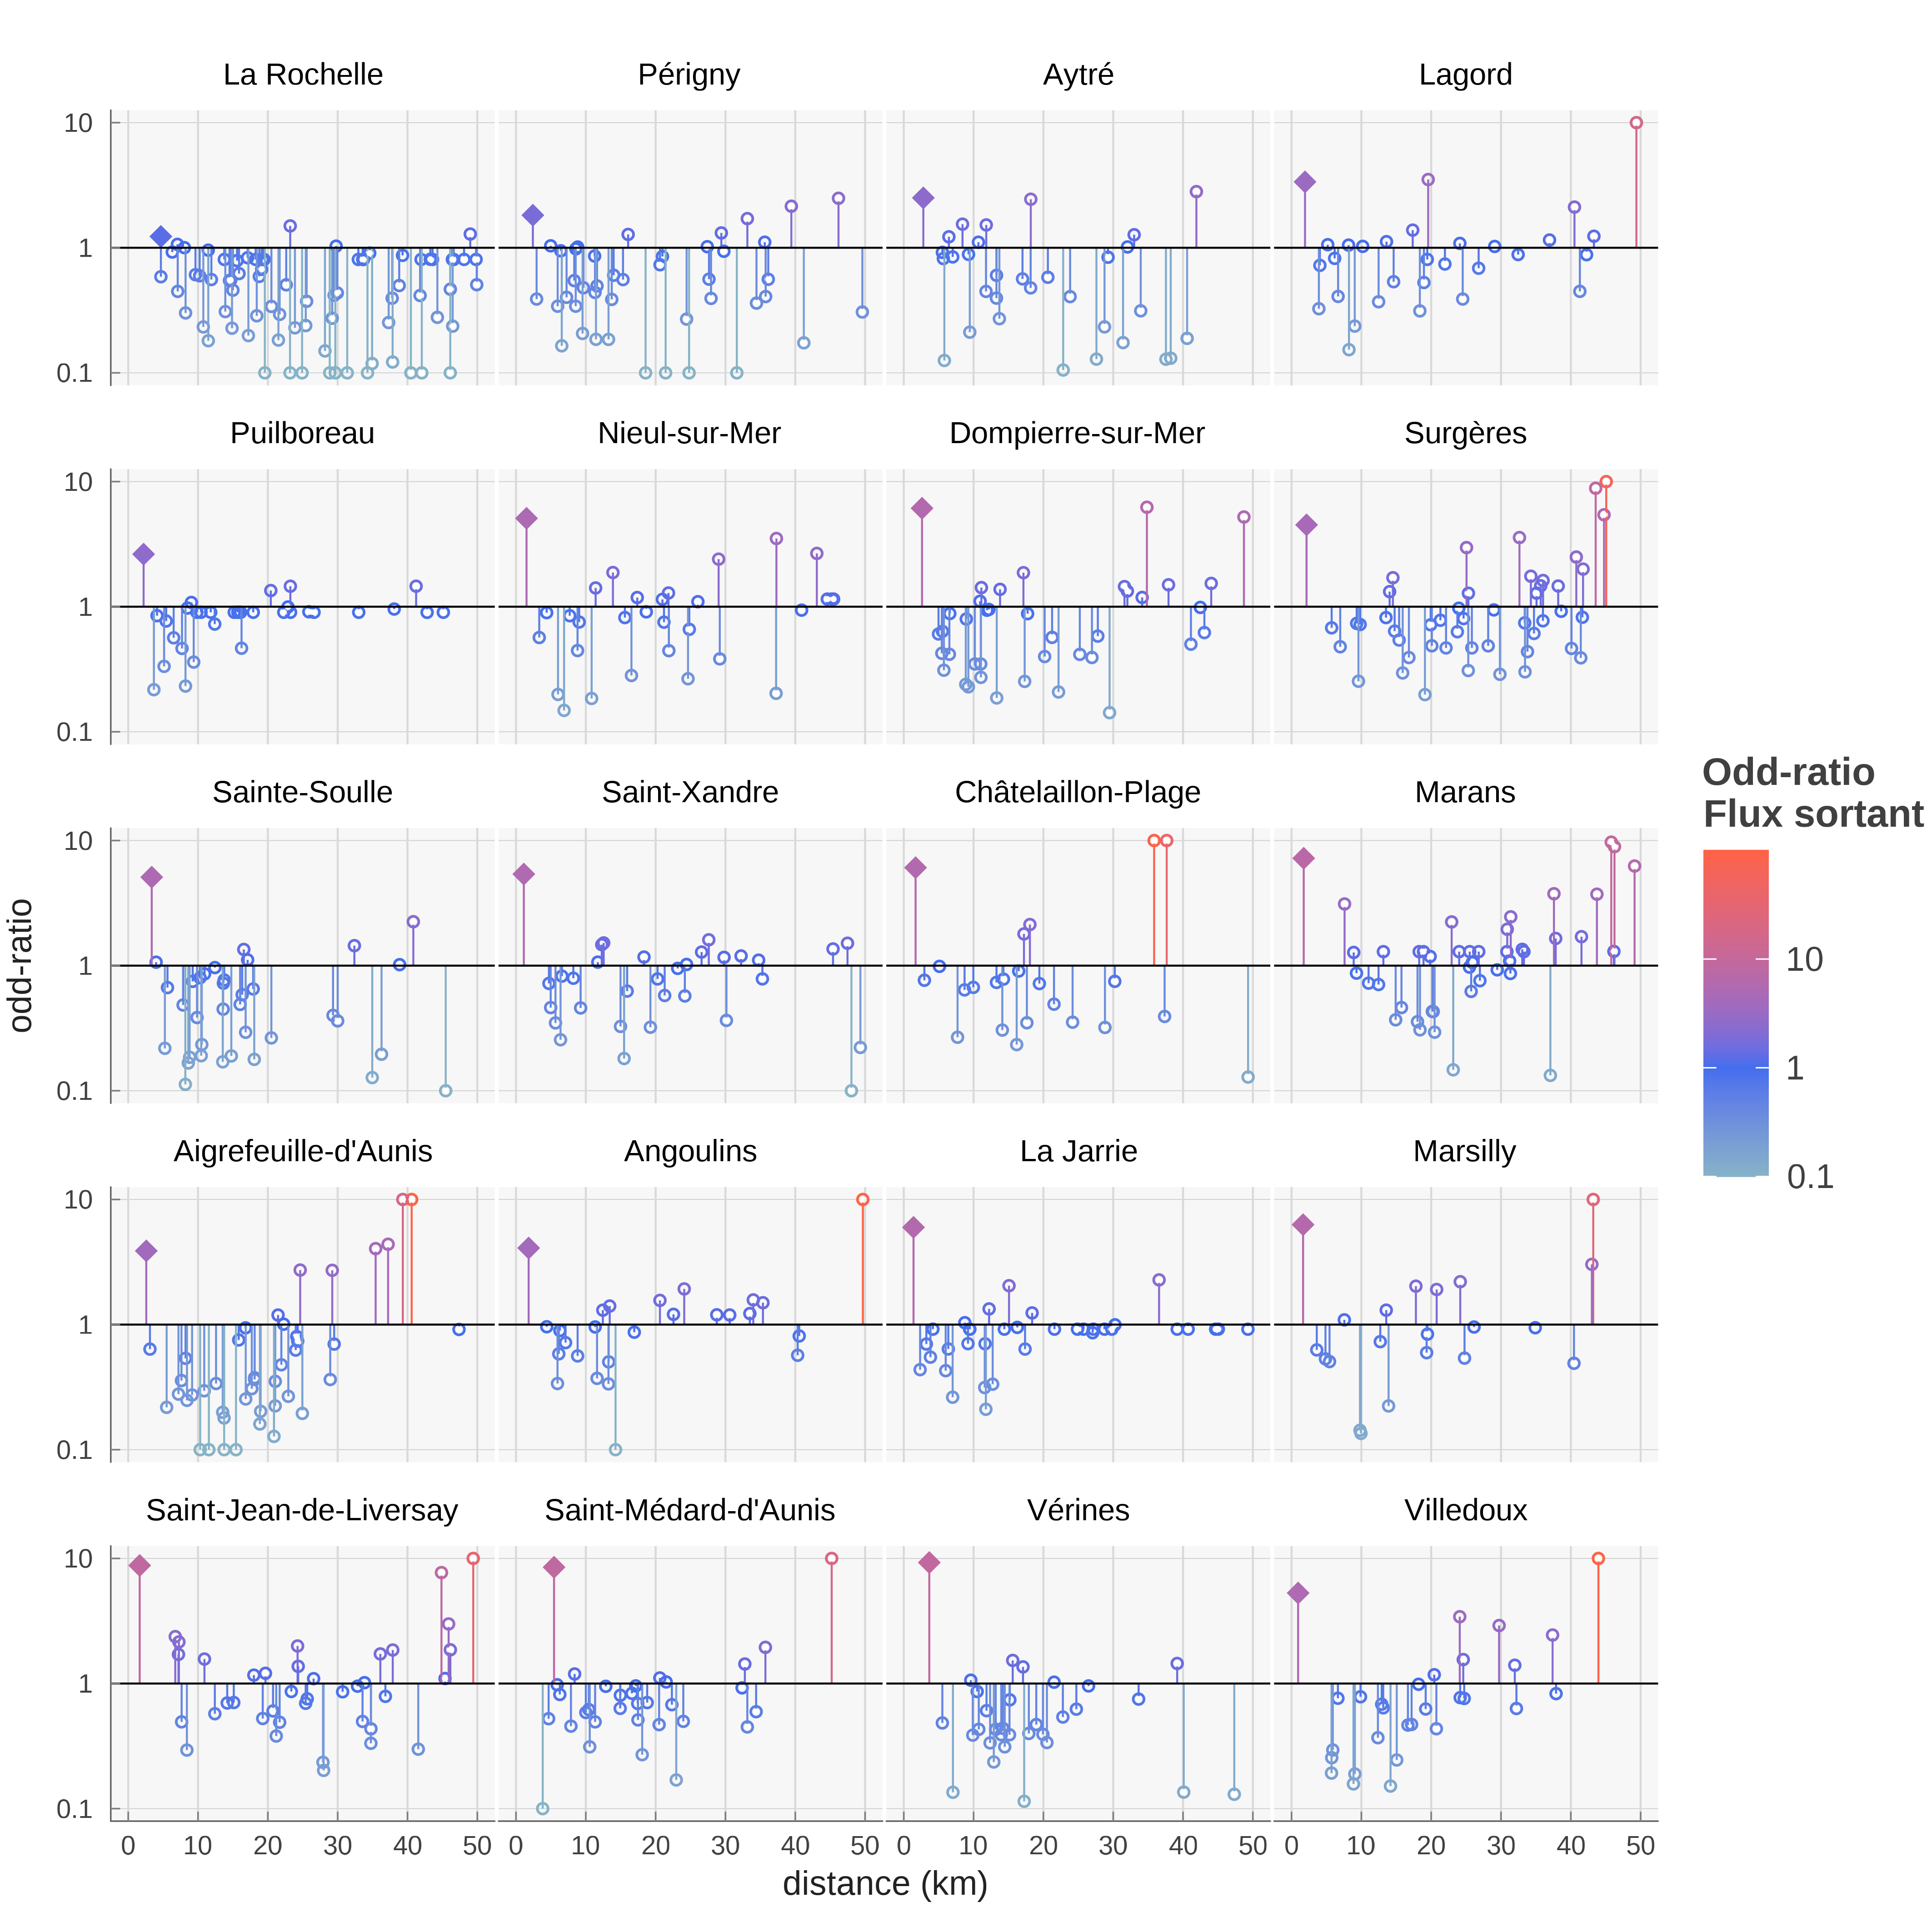 La Rochelle Périgny Aytré Lagord
10
1
0.1
Puilboreau Nieul-sur-Mer Dompierre-sur-Mer Surgères
10
1
0.1
Sainte-Soulle Saint-Xandre Châtelaillon-Plage Marans
10
1
0.1
Aigrefeuille-d'Aunis Angoulins La Jarrie Marsilly
10
1
0.1
Saint-Jean-de-Liversay Saint-Médard-d'Aunis Vérines Villedoux
10
1
0.1
0 10 20 30 40 50 0 10 20 30 40 50 0 10 20 30 40 50 0 10 20 30 40 50
distance (km)
odd-ratio
Odd-ratio
Flux sortant
10
1
0.1